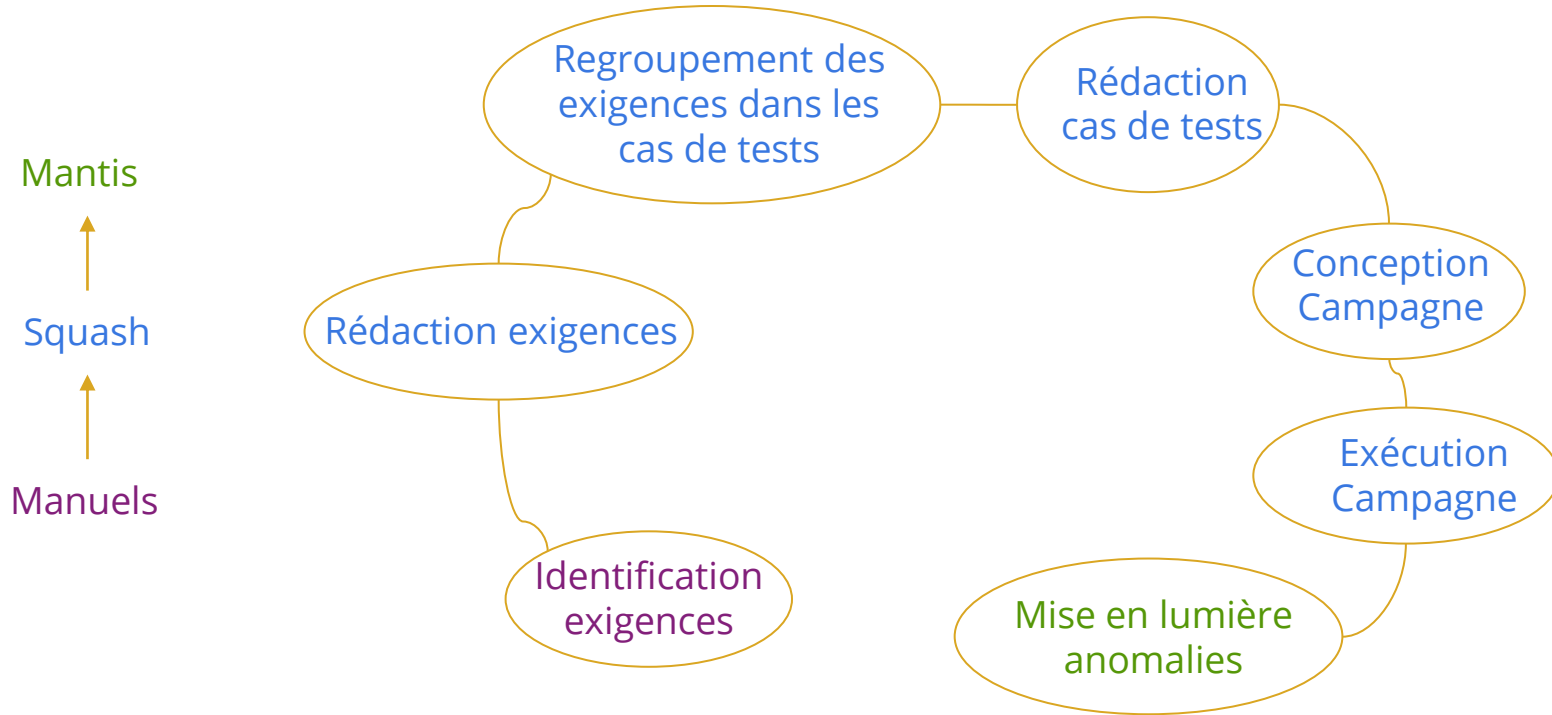 Mantis
Squash
Manuels
Regroupement des
exigences dans les
cas de tests
Rédaction
cas de tests
Conception
Campagne
Rédaction exigences
Exécution
Campagne
Identification
exigences
Mise en lumière
anomalies